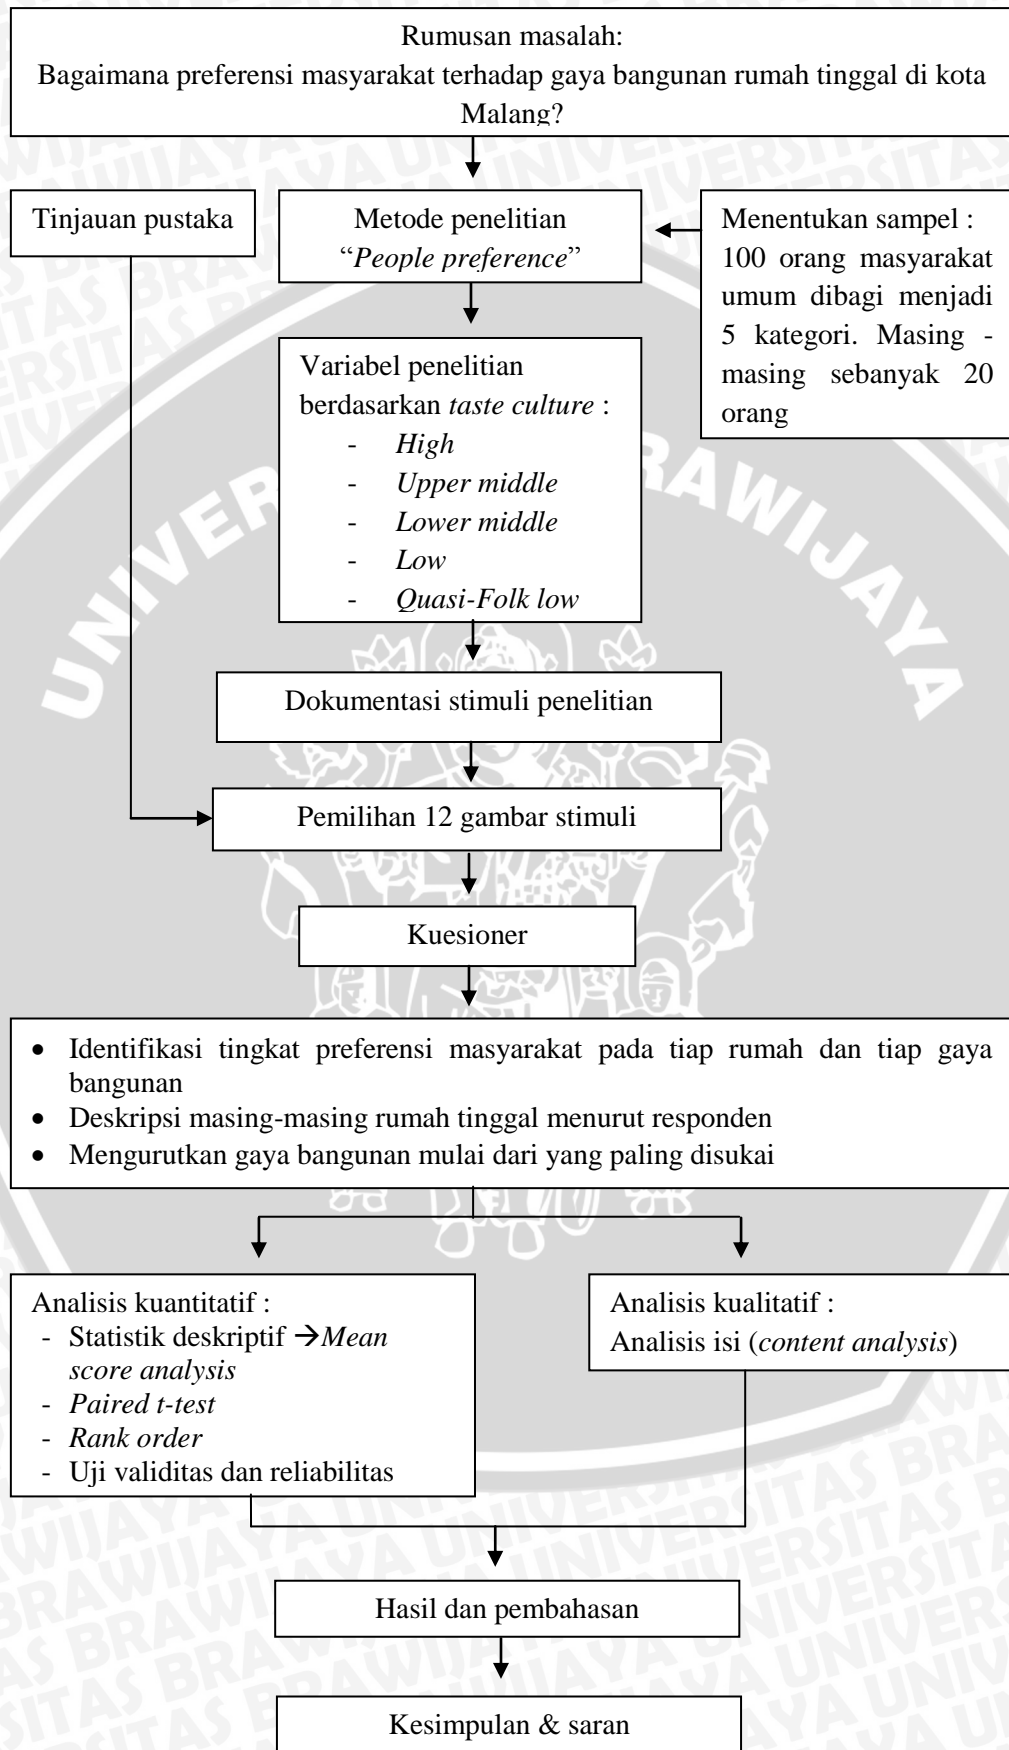 Rumusan masalah:
Bagaimana preferensi masyarakat terhadap gaya bangunan rumah tinggal di kota
Malang?
Tinjauan pustaka
Metode penelitian
“People preference”
Menentukan sampel :
100 orang masyarakat
umum dibagi menjadi
5 kategori. Masing -
masing sebanyak 20
orang
Variabel penelitian
berdasarkan taste culture :
- High
- Upper middle
- Lower middle
- Low
- Quasi-Folk low
Dokumentasi stimuli penelitian
Pemilihan 12 gambar stimuli
Kuesioner
• Identifikasi tingkat preferensi masyarakat pada tiap rumah dan tiap gaya
bangunan
• Deskripsi masing-masing rumah tinggal menurut responden
• Mengurutkan gaya bangunan mulai dari yang paling disukai
Analisis kuantitatif :
- Statistik deskriptif →Mean
score analysis
- Paired t-test
- Rank order
- Uji validitas dan reliabilitas
Analisis kualitatif :
Analisis isi (content analysis)
Hasil dan pembahasan
Kesimpulan & saran